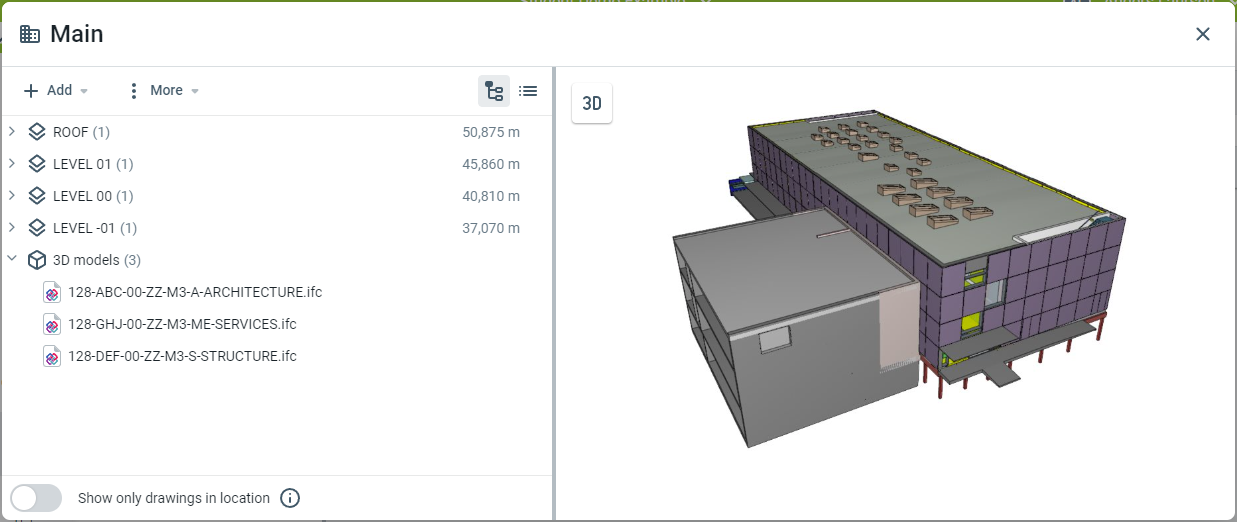 Main
Add
More
3D
ROOF (1) 50,875 m
LEVEL 01 (1) 45,860 m
LEVEL 00 (1) 40,810 m
LEVEL -01 (1) 37,070 m
3D models (3)
128-ABC-00-ZZ-M3-A-ARCHITECTURE.ifc
128-GHJ-00-ZZ-M3-ME-SERVICES.ifc
128-DEF-00-ZZ-M3-S-STRUCTURE.ifc
Show only drawings in location